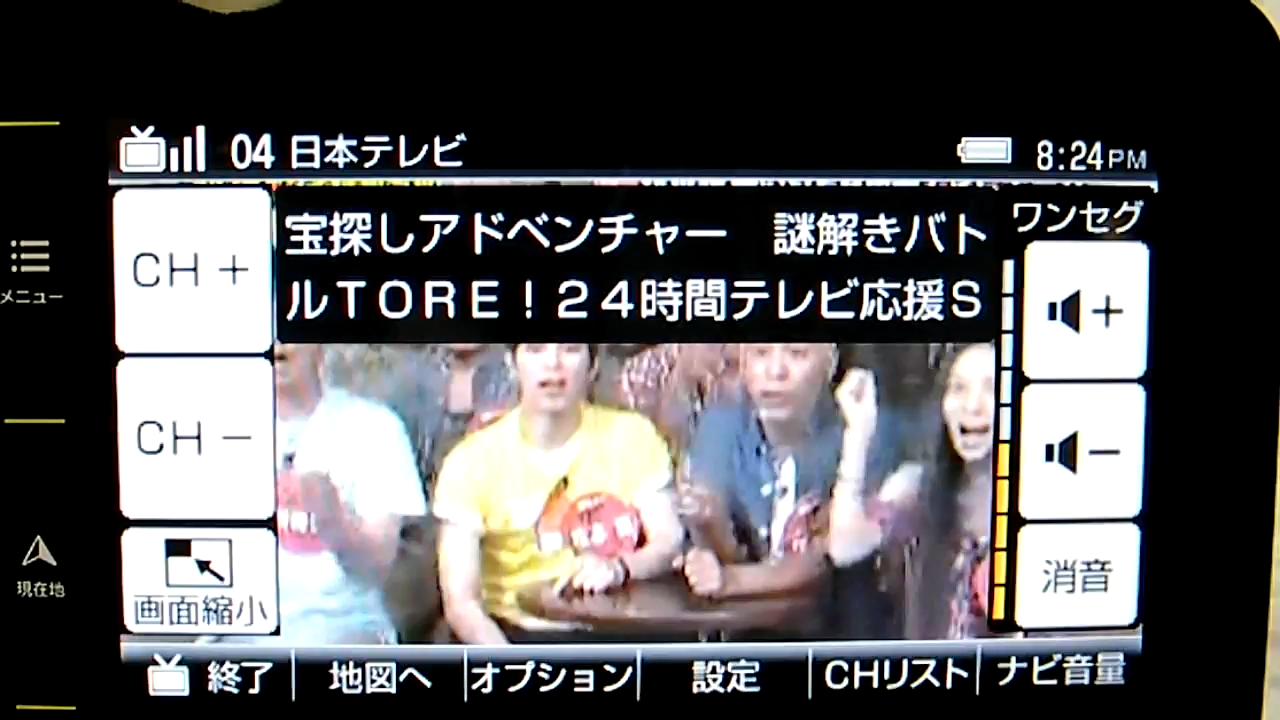 04 日本テレビ
8:24PM
CH +
宝探しアドベンチャー 謎解きバト
ルTORE!24時間テレビ応援S
ワンセグ
+
メニュー
CH -
-
現在地
画面縮小
消音
終了
地図へ
オプション
設定
CHリスト
ナビ音量